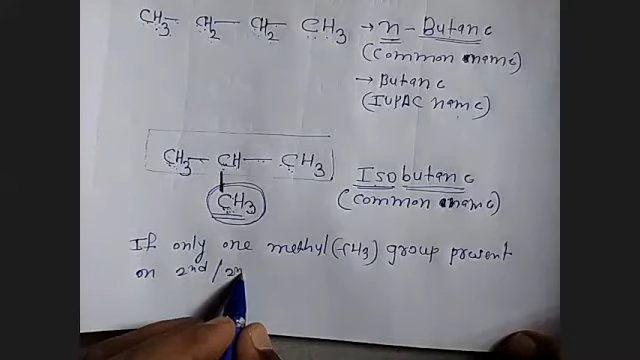 CH3 — CH2 — CH2 — CH3 → n - Butane
(Common name)
→ Butane
(IUPAC name)
CH3 — CH — CH3
CH3
Isobutane
(Common name)
If only one methyl (-CH3) group present
on 2nd / 2n